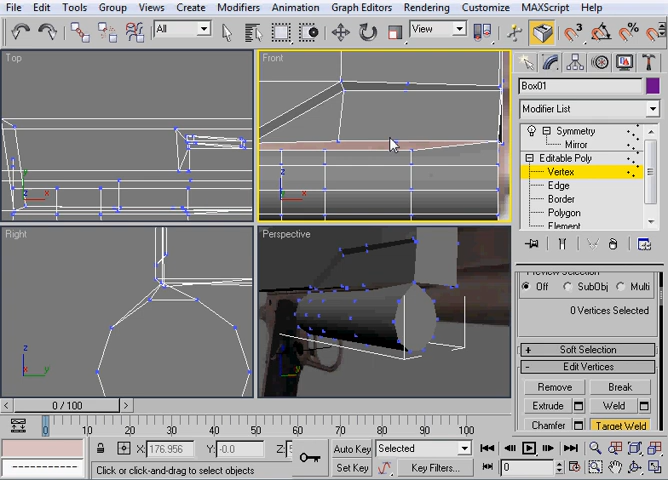 File Edit Tools Group Views Create Modifiers Animation Graph Editors Rendering Customize MAXScript Help
All View
Top
Front
Box01
Modifier List
Symmetry
Mirror
Editable Poly
Vertex
Edge
Border
Polygon
Element
Right
Perspective
Preview Selection
Off SubObj Multi
0 Vertices Selected
+ Soft Selection
- Edit Vertices
Remove Break
Extrude Weld
Chamfer Target Weld
< 0 / 100 >
0 10 20 30 40 50 60 70 80 90 100
X: 176.956 Y: -0.0 Z:
Click or click-and-drag to select objects
Auto Key Selected
Set Key Key Filters...
0